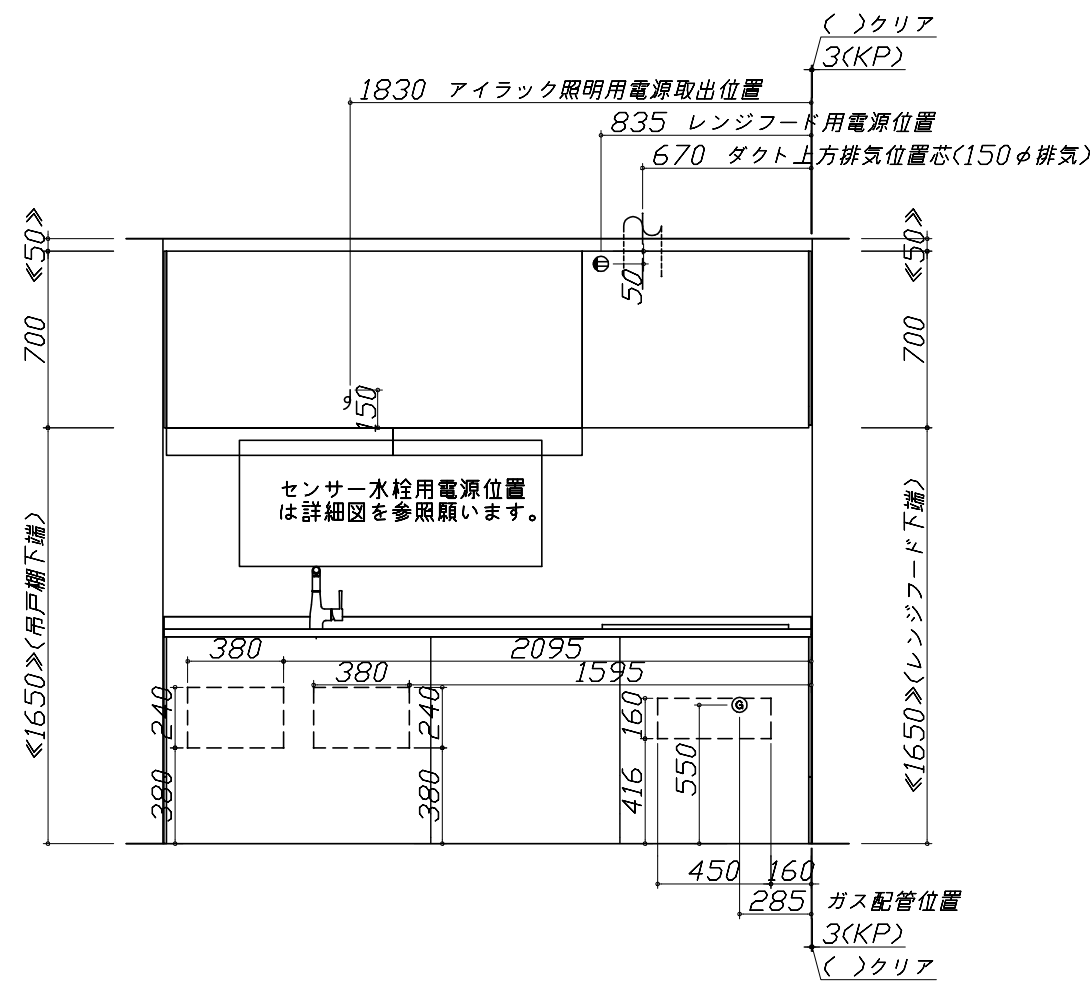 ( )クリア
3(KP)
1830 アイラック照明用電源取出位置
835 レンジフード用電源位置
670 ダクト上方排気位置芯(150φ排気)
≪50≫
≪50≫
50
700
700
150
センサー水栓用電源位置
は詳細図を参照願います。
≪1650≫(吊戸棚下端)
≪1650≫(レンジフード下端)
380
2095
380
1595
240
240
160
G
550
380
380
416
450
160
285 ガス配管位置
3(KP)
( )クリア